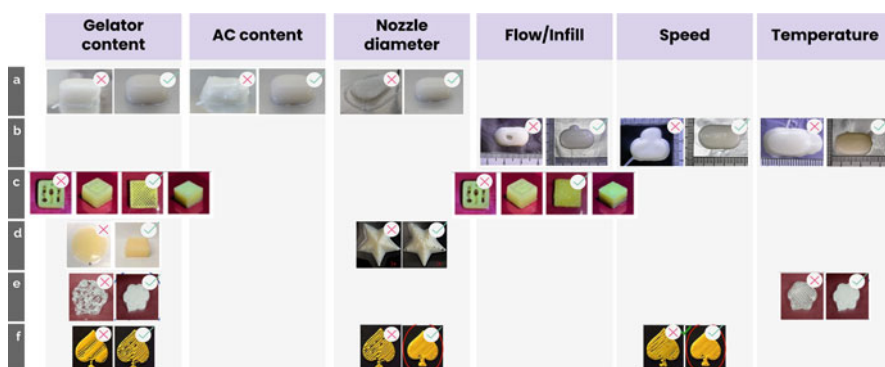 Gelator content
AC content
Nozzle diameter
Flow/Infill
Speed
Temperature
a
b
c
d
e
f